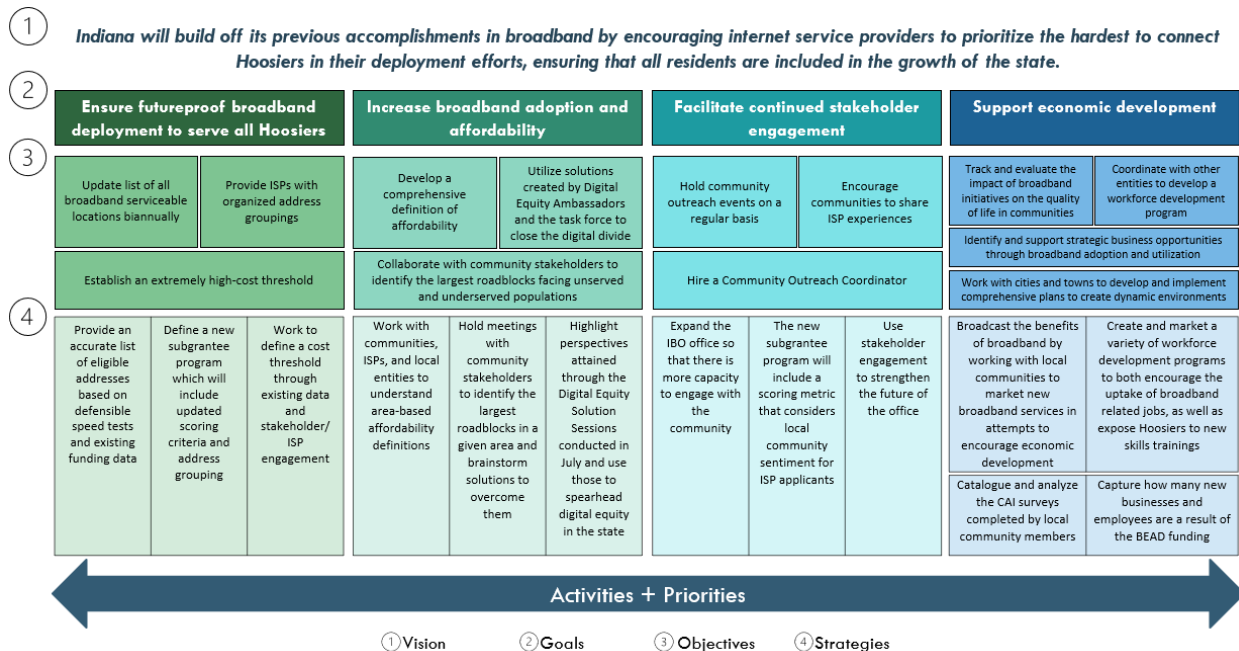 1
Indiana will build off its previous accomplishments in broadband by encouraging internet service providers to prioritize the hardest to connect
Hoosiers in their deployment efforts, ensuring that all residents are included in the growth of the state.
2
Ensure futureproof broadband
deployment to serve all Hoosiers
Increase broadband adoption and
affordability
Facilitate continued stakeholder
engagement
Support economic development
3
Update list of all
broadband serviceable
locations biannually
Provide ISPs with
organized address
groupings
Establish an extremely high-cost threshold
Develop a
comprehensive
definition of
affordability
Utilize solutions
created by Digital
Equity Ambassadors
and the task force to
close the digital divide
Collaborate with community stakeholders to
identify the largest roadblocks facing unserved
and underserved populations
Hold community
outreach events on a
regular basis
Encourage
communities to share
ISP experiences
Hire a Community Outreach Coordinator
Track and evaluate the
impact of broadband
initiatives on the quality
of life in communities
Coordinate with other
entities to develop a
workforce development
program
Identify and support strategic business opportunities
through broadband adoption and utilization
Work with cities and towns to develop and implement
comprehensive plans to create dynamic environments
4
Provide an
accurate list
of eligible
addresses
based on
defensible
speed tests
and existing
funding data
Define a new
subgrantee
program
which will
include
updated
scoring
criteria and
address
grouping
Work to
define a cost
threshold
through
existing data
and
stakeholder/
ISP
engagement
Work with
communities,
ISPs, and local
entities to
understand
area-based
affordability
definitions
Hold meetings
with
community
stakeholders
to identify the
largest
roadblocks in a
given area and
brainstorm
solutions to
overcome
them
Highlight
perspectives
attained
through the
Digital Equity
Solution
Sessions
conducted in
July and use
those to
spearhead
digital equity
in the state
Expand the
IBO office so
that there is
more capacity
to engage with
the
community
The new
subgrantee
program will
include a
scoring metric
that considers
local
community
sentiment for
ISP applicants
Use
stakeholder
engagement
to strengthen
the future of
the office
Broadcast the benefits
of broadband by
working with local
communities to
market new
broadband services in
attempts to
encourage economic
development
Create and market a
variety of workforce
development programs
to both encourage the
uptake of broadband
related jobs, as well as
expose Hoosiers to new
skills trainings
Catalogue and analyze
the CAI surveys
completed by local
community members
Capture how many new
businesses and
employees are a result of
the BEAD funding
Activities + Priorities
1 Vision 2 Goals 3 Objectives 4 Strategies